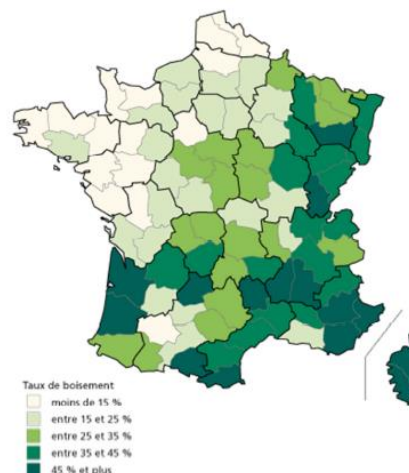 Taux de boisement
moins de 15 %
entre 15 et 25 %
entre 25 et 35 %
entre 35 et 45 %
45 % et plus